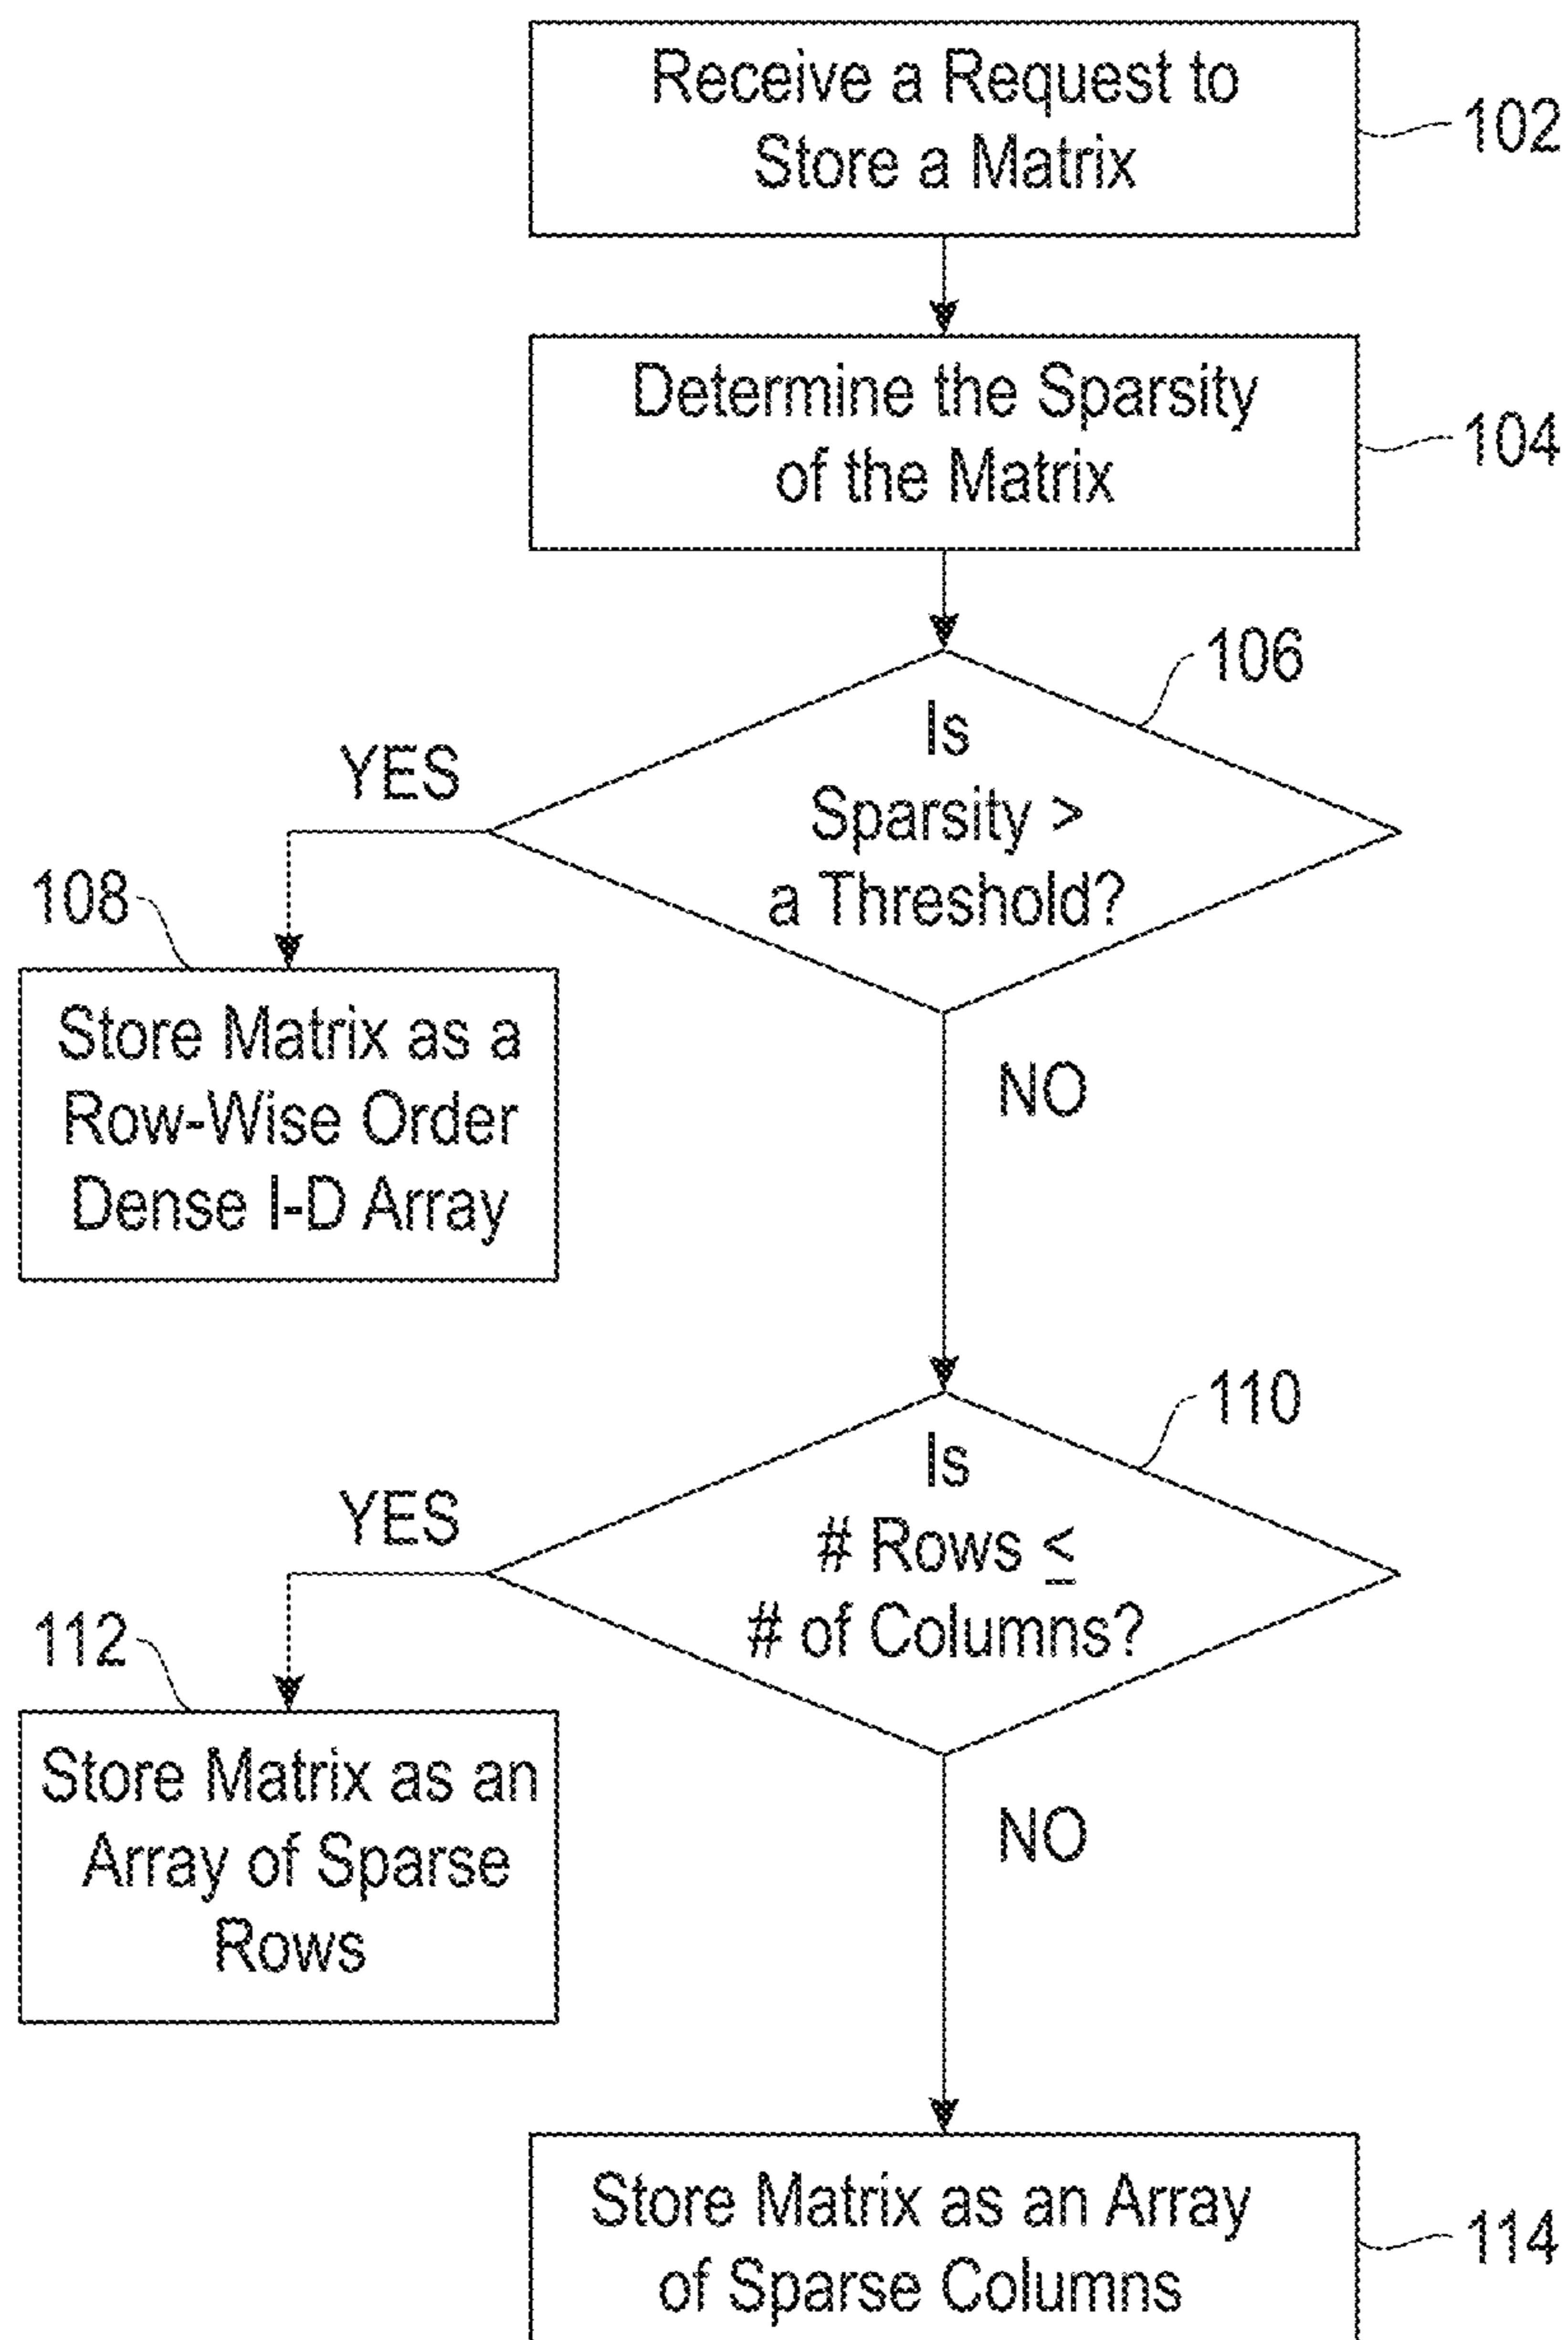 Receive a Request to
Store a Matrix
102
Determine the Sparsity
of the Matrix
104
106
Is
Sparsity >
a Threshold?
YES
108
Store Matrix as a
Row-Wise Order
Dense I-D Array
NO
110
Is
# Rows ≤
# of Columns?
YES
112
Store Matrix as an
Array of Sparse
Rows
NO
Store Matrix as an Array
of Sparse Columns
114